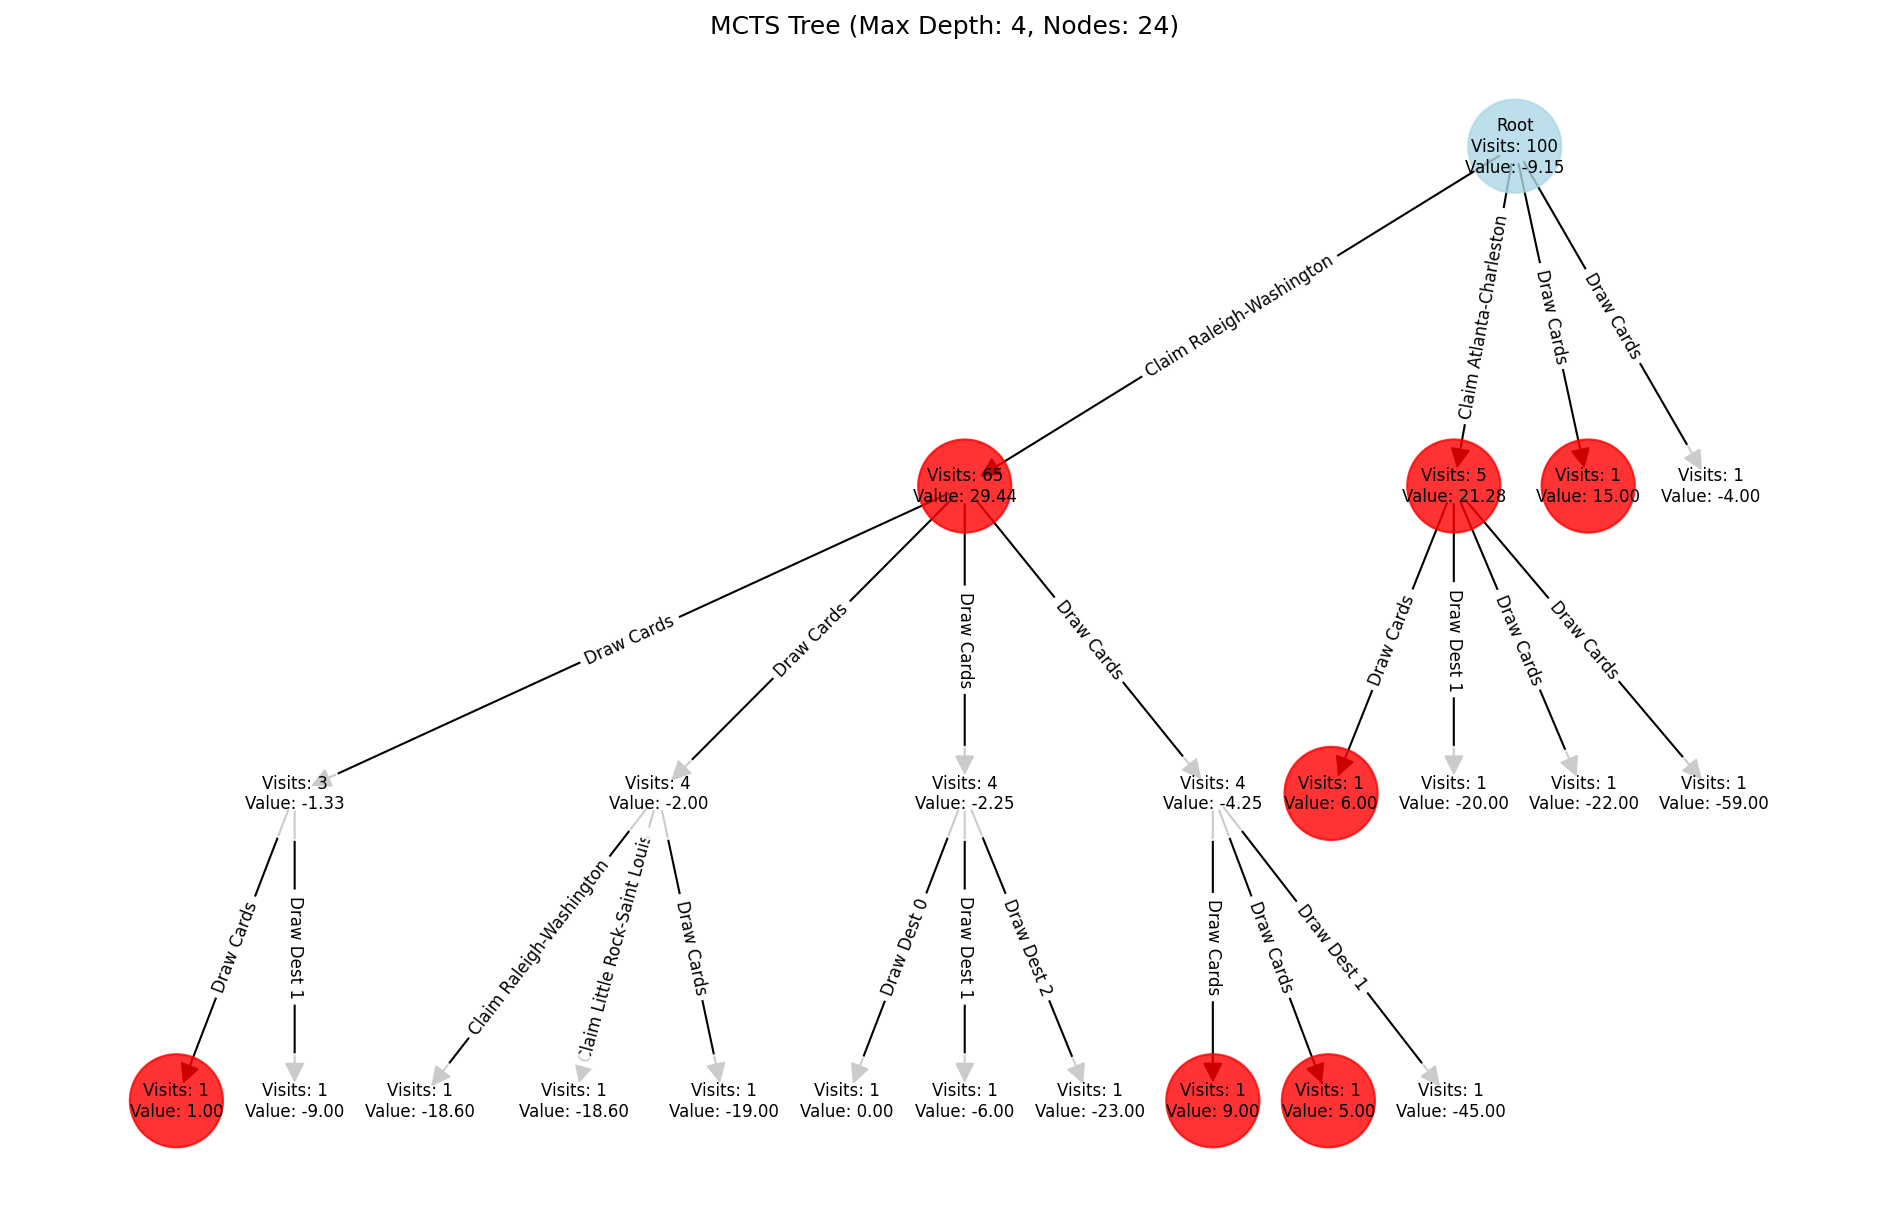 MCTS Tree (Max Depth: 4, Nodes: 24)
Root
Visits: 100
Value: -9.15
Claim Raleigh-Washington
Claim Atlanta-Charleston
Draw Cards
Draw Cards
Visits: 65
Value: 29.44
Visits: 5
Value: 21.28
Visits: 1
Value: 15.00
Visits: 1
Value: -4.00
Draw Cards
Draw Cards
Draw Cards
Draw Cards
Draw Cards
Draw Dest 1
Draw Cards
Draw Cards
Visits: 3
Value: -1.33
Visits: 4
Value: -2.00
Visits: 4
Value: -2.25
Visits: 4
Value: -4.25
Visits: 1
Value: 6.00
Visits: 1
Value: -20.00
Visits: 1
Value: -22.00
Visits: 1
Value: -59.00
Draw Cards
Draw Dest 1
Claim Raleigh-Washington
Claim Little Rock-Saint Louis
Draw Cards
Draw Dest 0
Draw Dest 1
Draw Dest 2
Draw Cards
Draw Cards
Draw Dest 1
Visits: 1
Value: 1.00
Visits: 1
Value: -9.00
Visits: 1
Value: -18.60
Visits: 1
Value: -18.60
Visits: 1
Value: -19.00
Visits: 1
Value: 0.00
Visits: 1
Value: -6.00
Visits: 1
Value: -23.00
Visits: 1
Value: 9.00
Visits: 1
Value: 5.00
Visits: 1
Value: -45.00